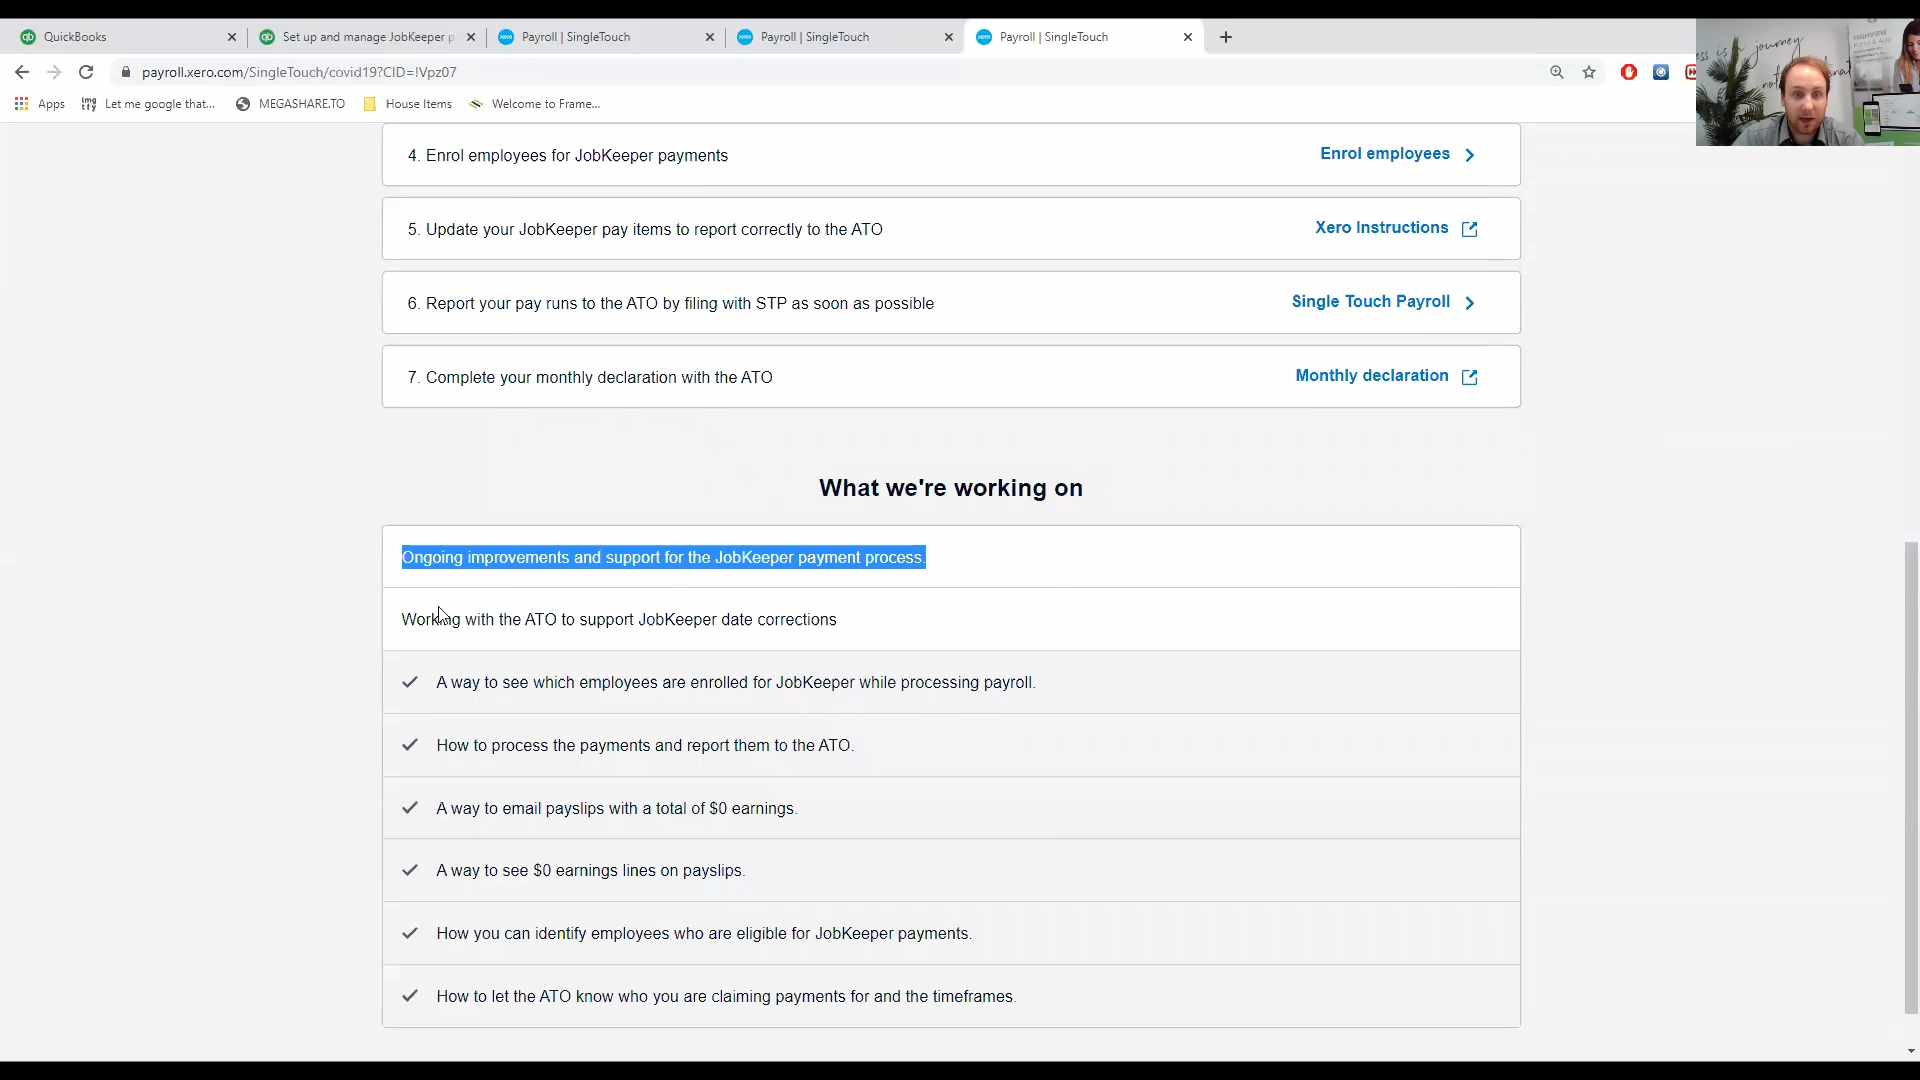 QuickBooks
Set up and manage JobKeeper p
Payroll | SingleTouch
Payroll | SingleTouch
Payroll | SingleTouch
payroll.xero.com/SingleTouch/covid19?CID=!Vpz07
Apps
Let me google that...
MEGASHARE.TO
House Items
Welcome to Frame...
4. Enrol employees for JobKeeper payments
Enrol employees
5. Update your JobKeeper pay items to report correctly to the ATO
Xero Instructions
6. Report your pay runs to the ATO by filing with STP as soon as possible
Single Touch Payroll
7. Complete your monthly declaration with the ATO
Monthly declaration
What we're working on
Ongoing improvements and support for the JobKeeper payment process.
Working with the ATO to support JobKeeper date corrections
A way to see which employees are enrolled for JobKeeper while processing payroll.
How to process the payments and report them to the ATO.
A way to email payslips with a total of $0 earnings.
A way to see $0 earnings lines on payslips.
How you can identify employees who are eligible for JobKeeper payments.
How to let the ATO know who you are claiming payments for and the timeframes.
is a journey
HIGHVIEW